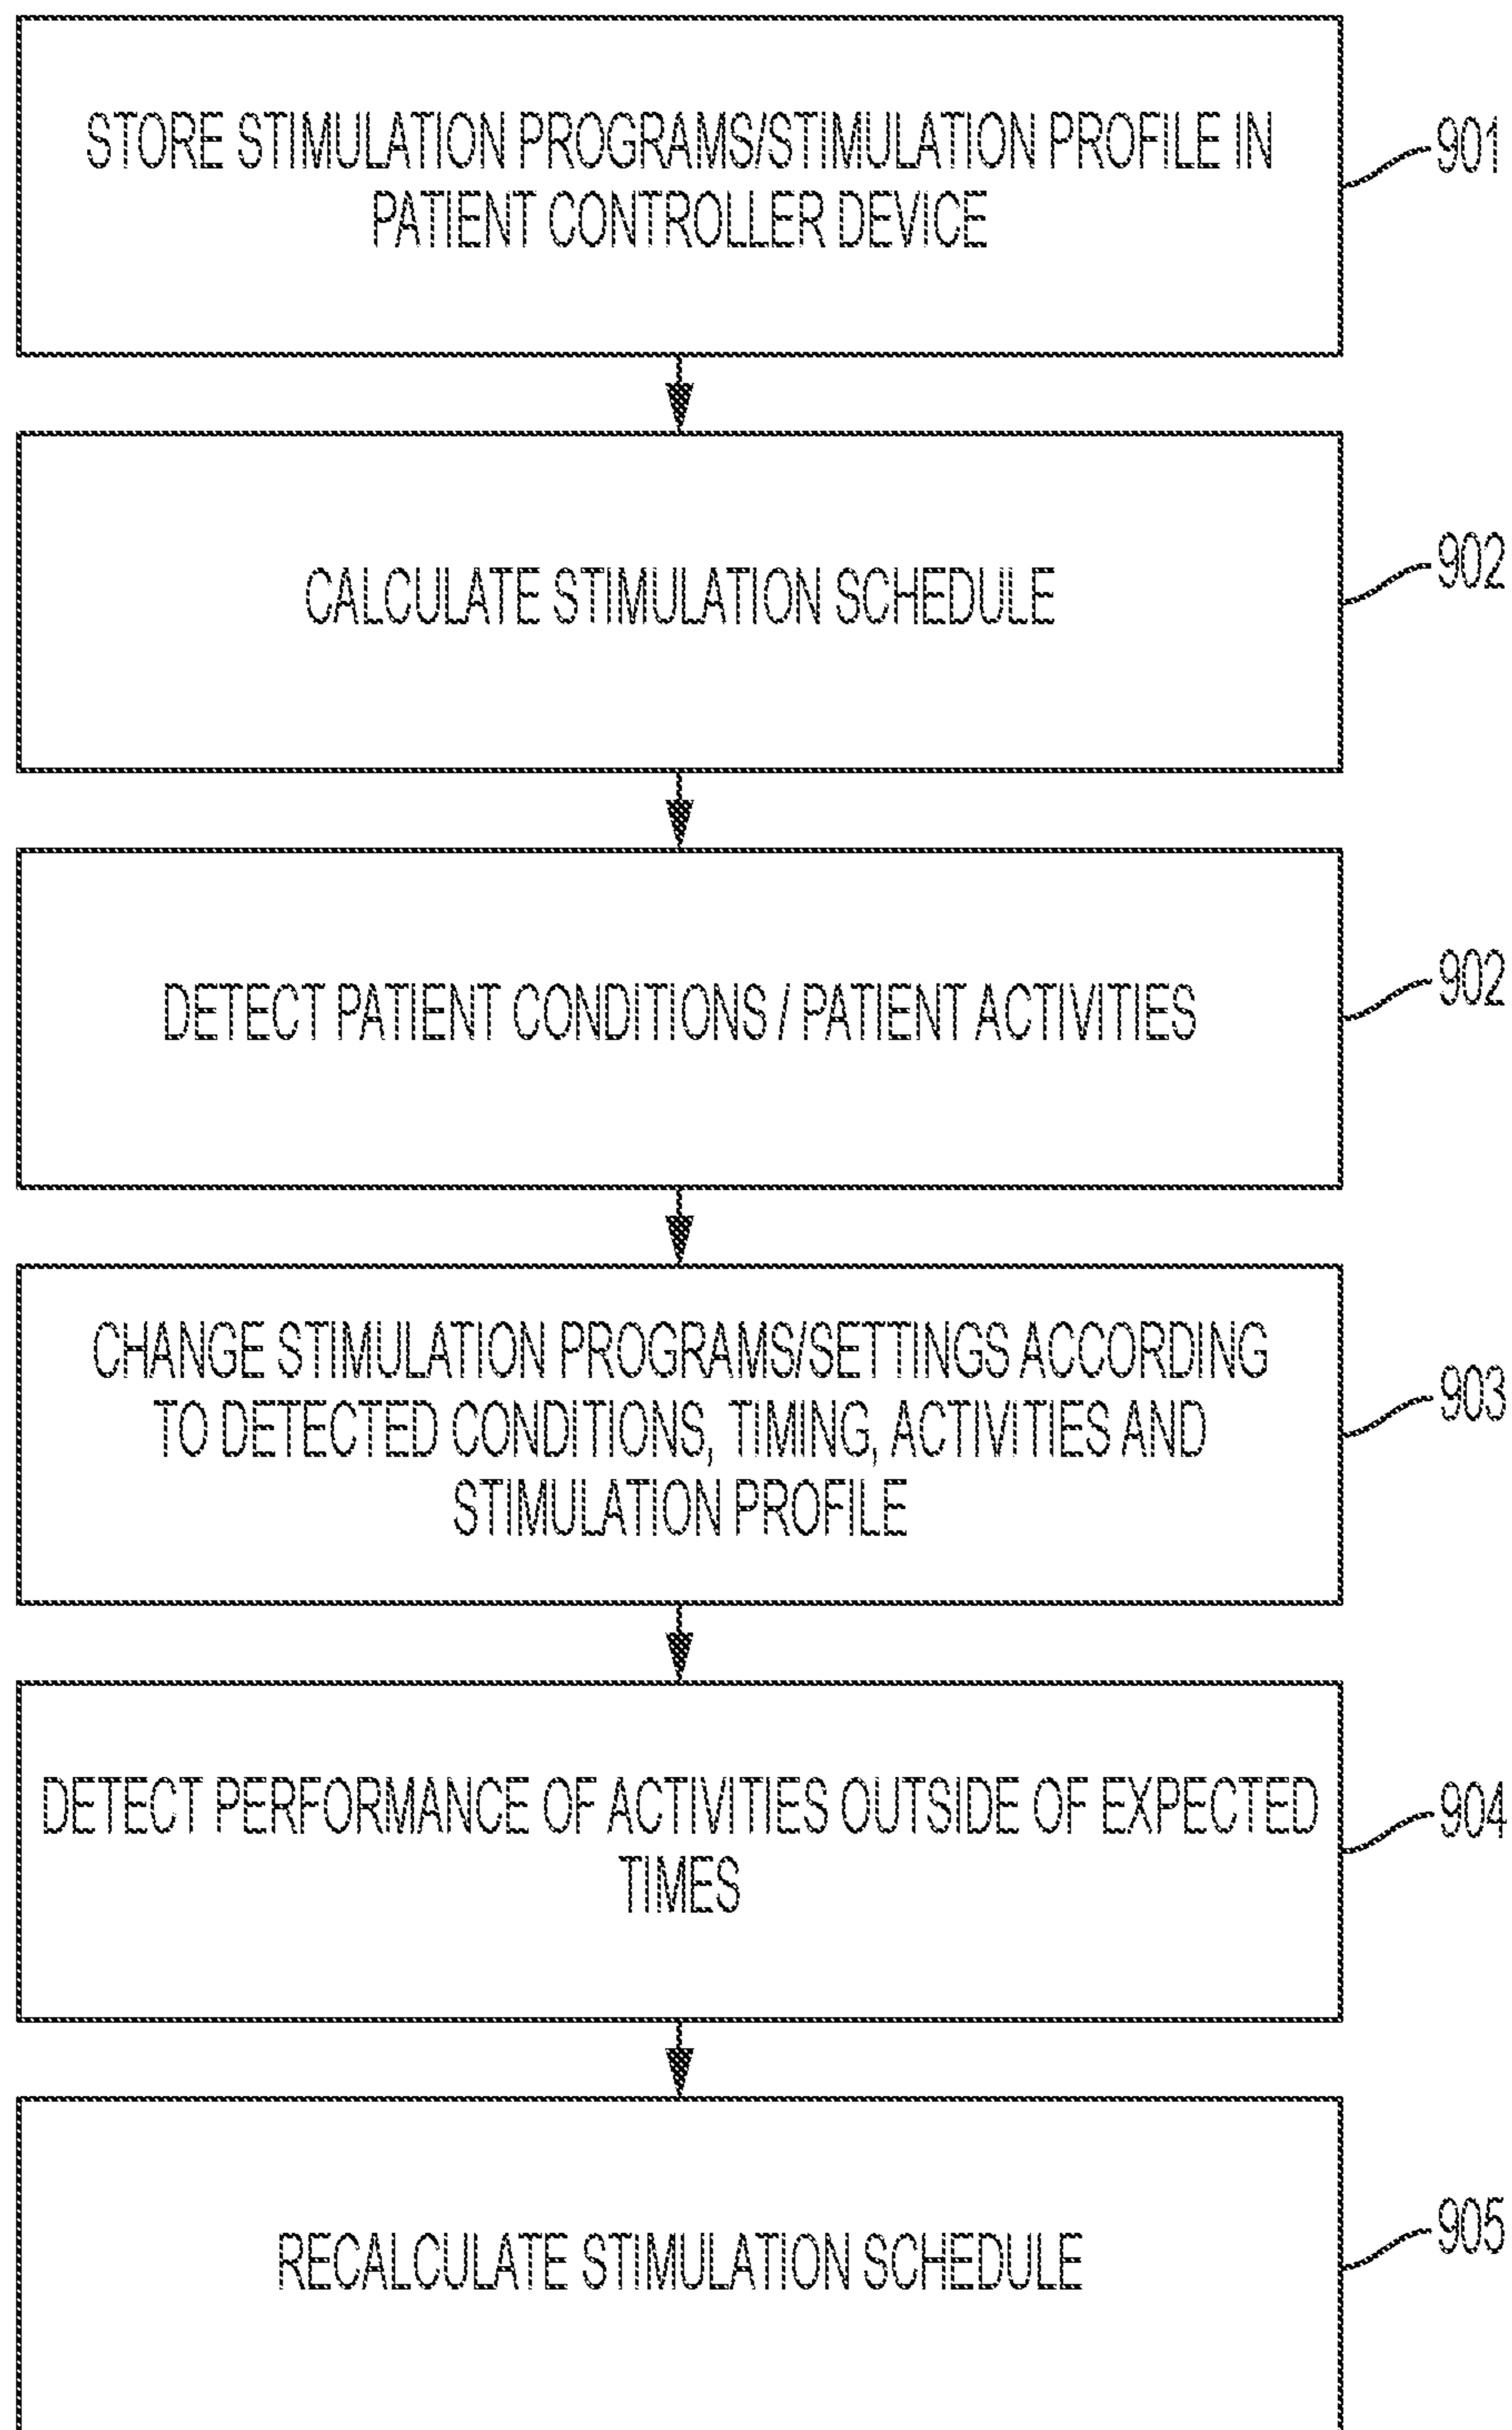 STORE STIMULATION PROGRAMS/STIMULATION PROFILE IN
PATIENT CONTROLLER DEVICE
901
CALCULATE STIMULATION SCHEDULE
902
DETECT PATIENT CONDITIONS / PATIENT ACTIVITIES
902
CHANGE STIMULATION PROGRAMS/SETTINGS ACCORDING
TO DETECTED CONDITIONS, TIMING, ACTIVITIES AND
STIMULATION PROFILE
903
DETECT PERFORMANCE OF ACTIVITIES OUTSIDE OF EXPECTED
TIMES
904
RECALCULATE STIMULATION SCHEDULE
905